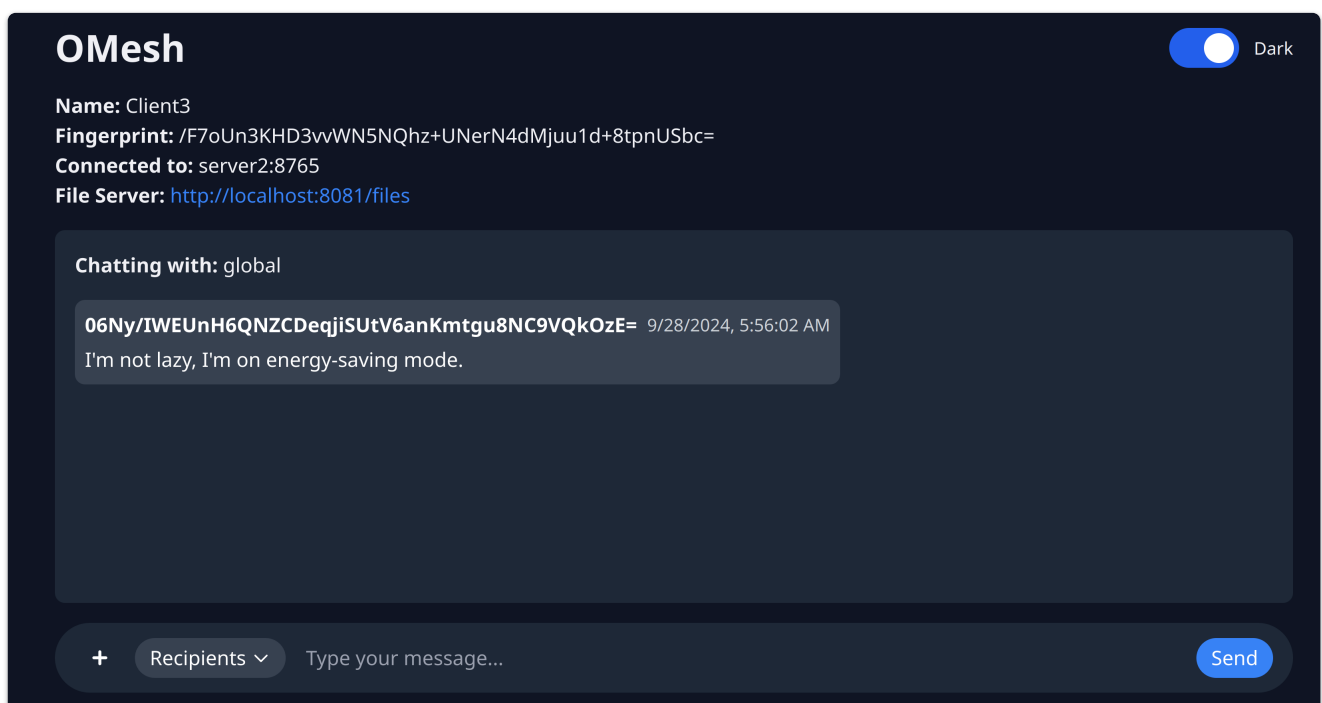 OMesh
Dark
Name: Client3
Fingerprint: /F7oUn3KHD3vvWN5NQhz+UNerN4dMjuu1d+8tpnUSbc=
Connected to: server2:8765
File Server: http://localhost:8081/files
Chatting with: global
06Ny/IWEUnH6QNZCDeqjiSUtV6anKmtgu8NC9VQkOzE= 9/28/2024, 5:56:02 AM
I'm not lazy, I'm on energy-saving mode.
+ Recipients Type your message... Send